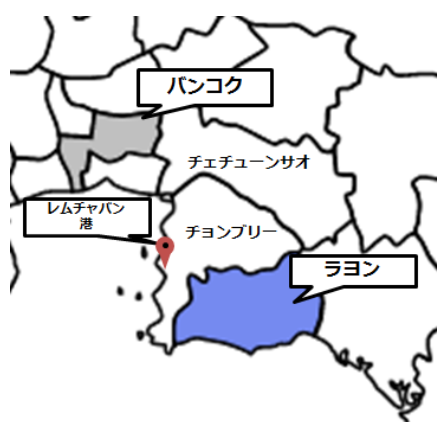 バンコク
チェチューンサオ
レムチャバン
港
チョンブリー
ラヨン